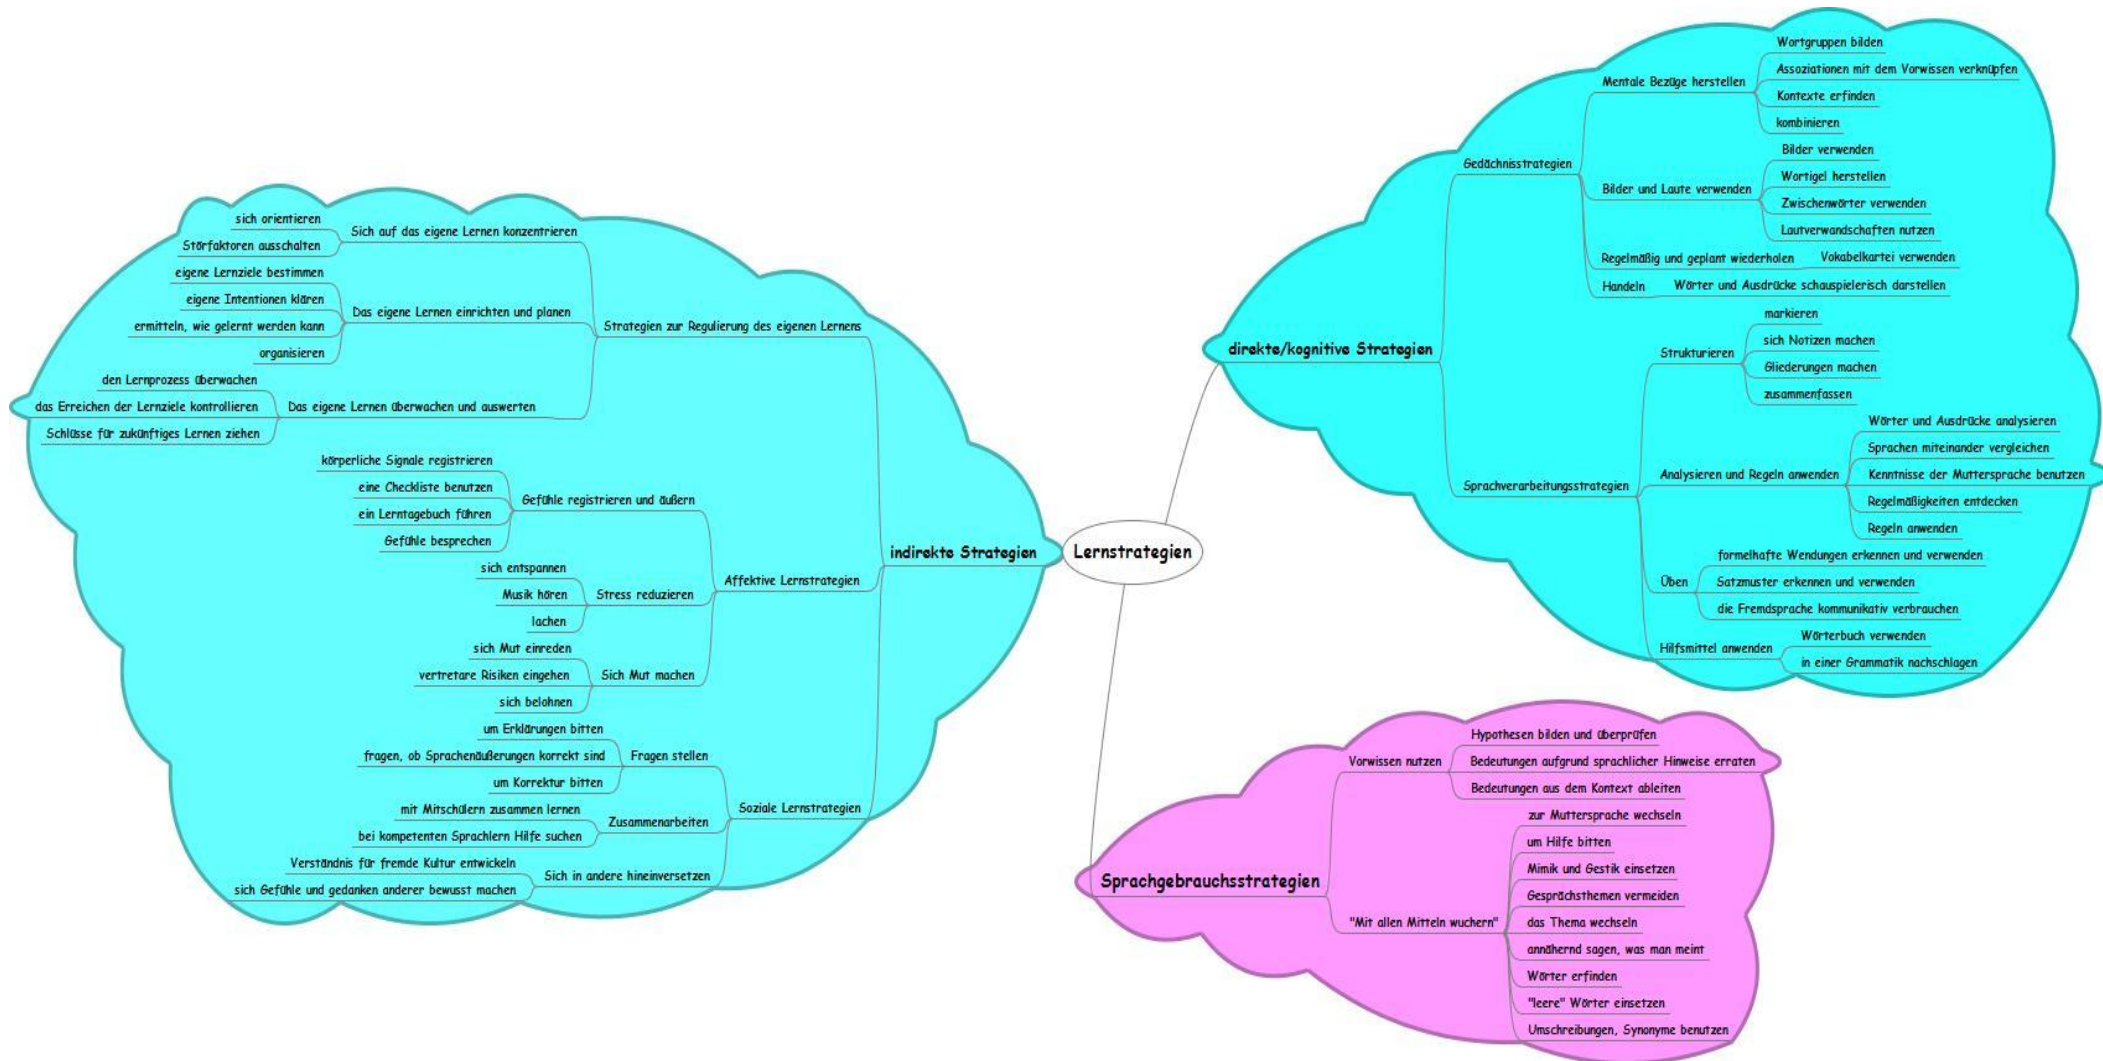 Lernstrategien
direkte/kognitive Strategien
Gedächnisstrategien
Mentale Bezüge herstellen
Wortgruppen bilden
Assoziationen mit dem Vorwissen verknüpfen
Kontexte erfinden
kombinieren
Bilder und Laute verwenden
Bilder verwenden
Wortigel herstellen
Zwischenwörter verwenden
Lautverwandschaften nutzen
Regelmäßig und geplant wiederholen
Vokabelkartei verwenden
Handeln
Wörter und Ausdrücke schauspielerisch darstellen
Sprachverarbeitungsstrategien
Strukturieren
markieren
sich Notizen machen
Gliederungen machen
zusammenfassen
Analysieren und Regeln anwenden
Wörter und Ausdrücke analysieren
Sprachen miteinander vergleichen
Kenntnisse der Muttersprache benutzen
Regelmäßigkeiten entdecken
Regeln anwenden
Üben
formelhafte Wendungen erkennen und verwenden
Satzmuster erkennen und verwenden
die Fremdsprache kommunikativ verbrauchen
Hilfsmittel anwenden
Wörterbuch verwenden
in einer Grammatik nachschlagen
Sprachgebrauchsstrategien
Vorwissen nutzen
Hypothesen bilden und überprüfen
Bedeutungen aufgrund sprachlicher Hinweise erraten
Bedeutungen aus dem Kontext ableiten
"Mit allen Mitteln wuchern"
zur Muttersprache wechseln
um Hilfe bitten
Mimik und Gestik einsetzen
Gesprächsthemen vermeiden
das Thema wechseln
annähernd sagen, was man meint
Wörter erfinden
"leere" Wörter einsetzen
Umschreibungen, Synonyme benutzen
indirekte Strategien
Strategien zur Regulierung des eigenen Lernens
Sich auf das eigene Lernen konzentrieren
sich orientieren
Störfaktoren ausschalten
Das eigene Lernen einrichten und planen
eigene Lernziele bestimmen
eigene Intentionen klären
ermitteln, wie gelernt werden kann
organisieren
Das eigene Lernen überwachen und auswerten
den Lernprozess überwachen
das Erreichen der Lernziele kontrollieren
Schlüsse für zukünftiges Lernen ziehen
Affektive Lernstrategien
Gefühle registrieren und äußern
körperliche Signale registrieren
eine Checkliste benutzen
ein Lerntagebuch führen
Gefühle besprechen
Stress reduzieren
sich entspannen
Musik hören
lachen
Sich Mut machen
sich Mut einreden
vertretare Risiken eingehen
sich belohnen
Soziale Lernstrategien
Fragen stellen
um Erklärungen bitten
fragen, ob Sprachenäußerungen korrekt sind
um Korrektur bitten
Zusammenarbeiten
mit Mitschülern zusammen lernen
bei kompetenten Sprachlern Hilfe suchen
Sich in andere hineinversetzen
Verständnis für fremde Kultur entwickeln
sich Gefühle und gedanken anderer bewusst machen